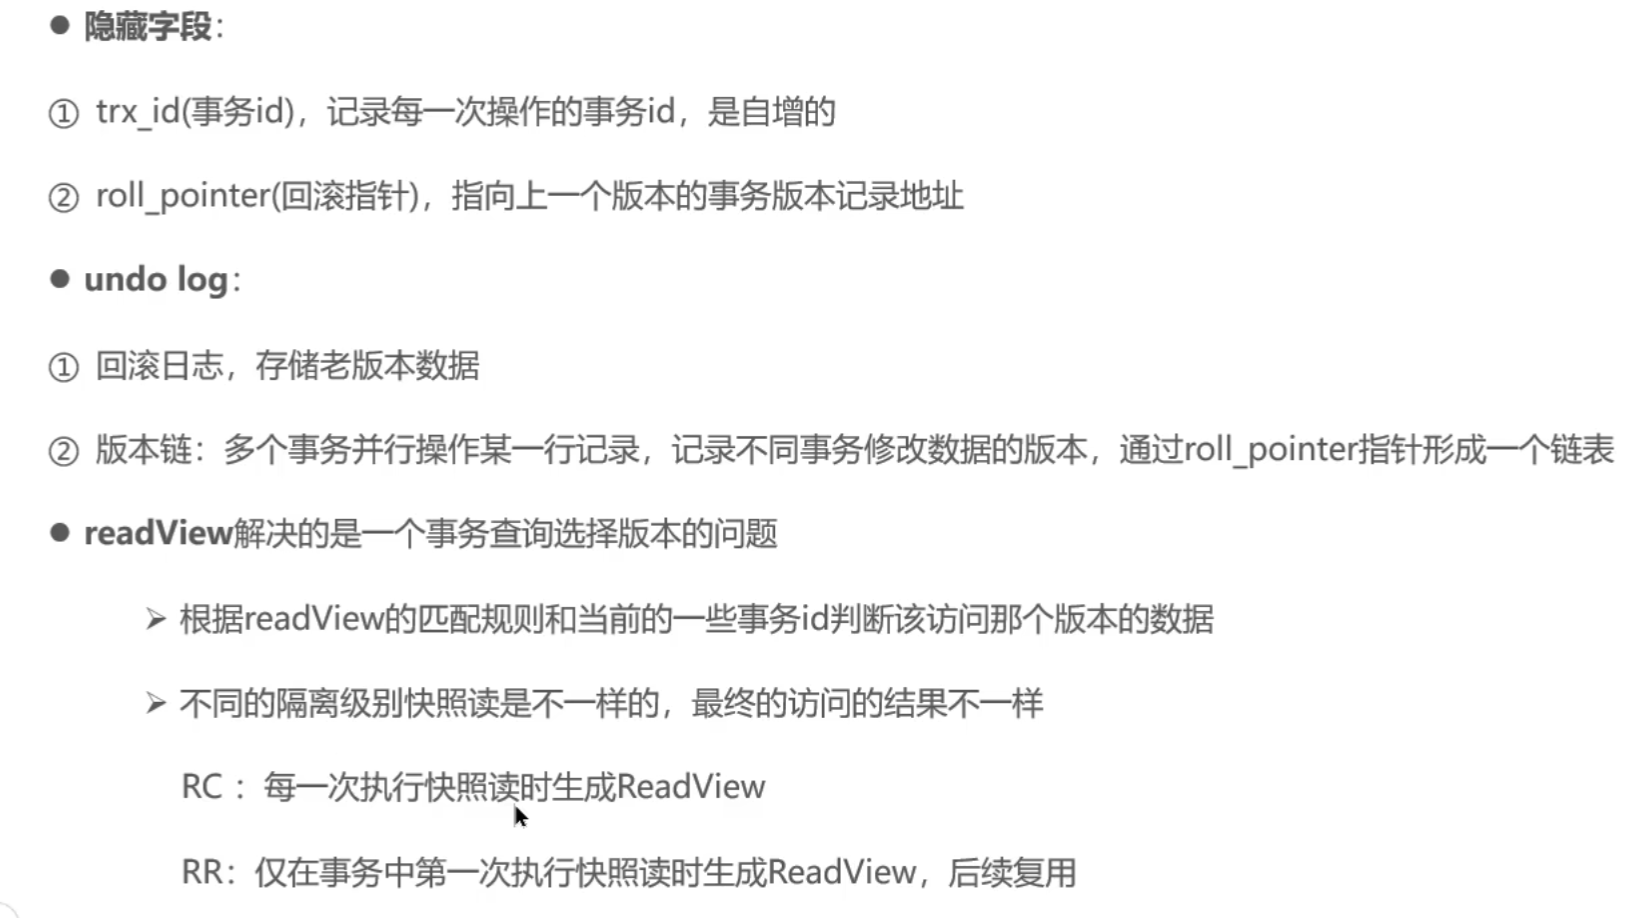 ● 隐藏字段：
① trx_id(事务id)，记录每一次操作的事务id，是自增的
② roll_pointer(回滚指针)，指向上一个版本的事务版本记录地址
● undo log：
① 回滚日志，存储老版本数据
② 版本链：多个事务并行操作某一行记录，记录不同事务修改数据的版本，通过roll_pointer指针形成一个链表
● readView解决的是一个事务查询选择版本的问题
➢ 根据readView的匹配规则和当前的一些事务id判断该访问那个版本的数据
➢ 不同的隔离级别快照读是不一样的，最终的访问的结果不一样
RC ：每一次执行快照读时生成ReadView
RR：仅在事务中第一次执行快照读时生成ReadView，后续复用